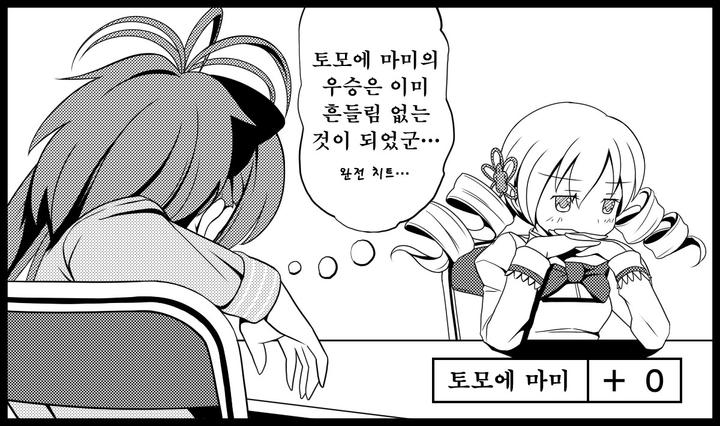 토모에 마미의
우승은 이미
흔들림 없는
것이 되었군…
완전 치트…
토모에 마미 + 0